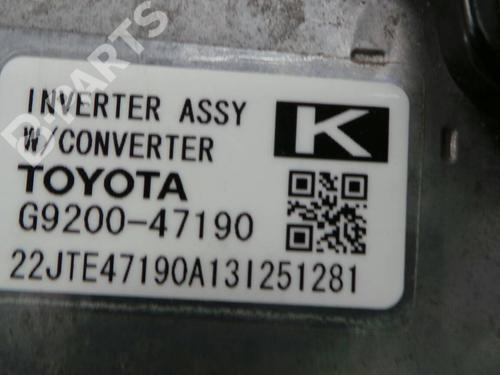 B-PARTS
INVERTER ASSY
W/CONVERTER
K
TOYOTA
G9200-47190
22JTE47190A13I251281